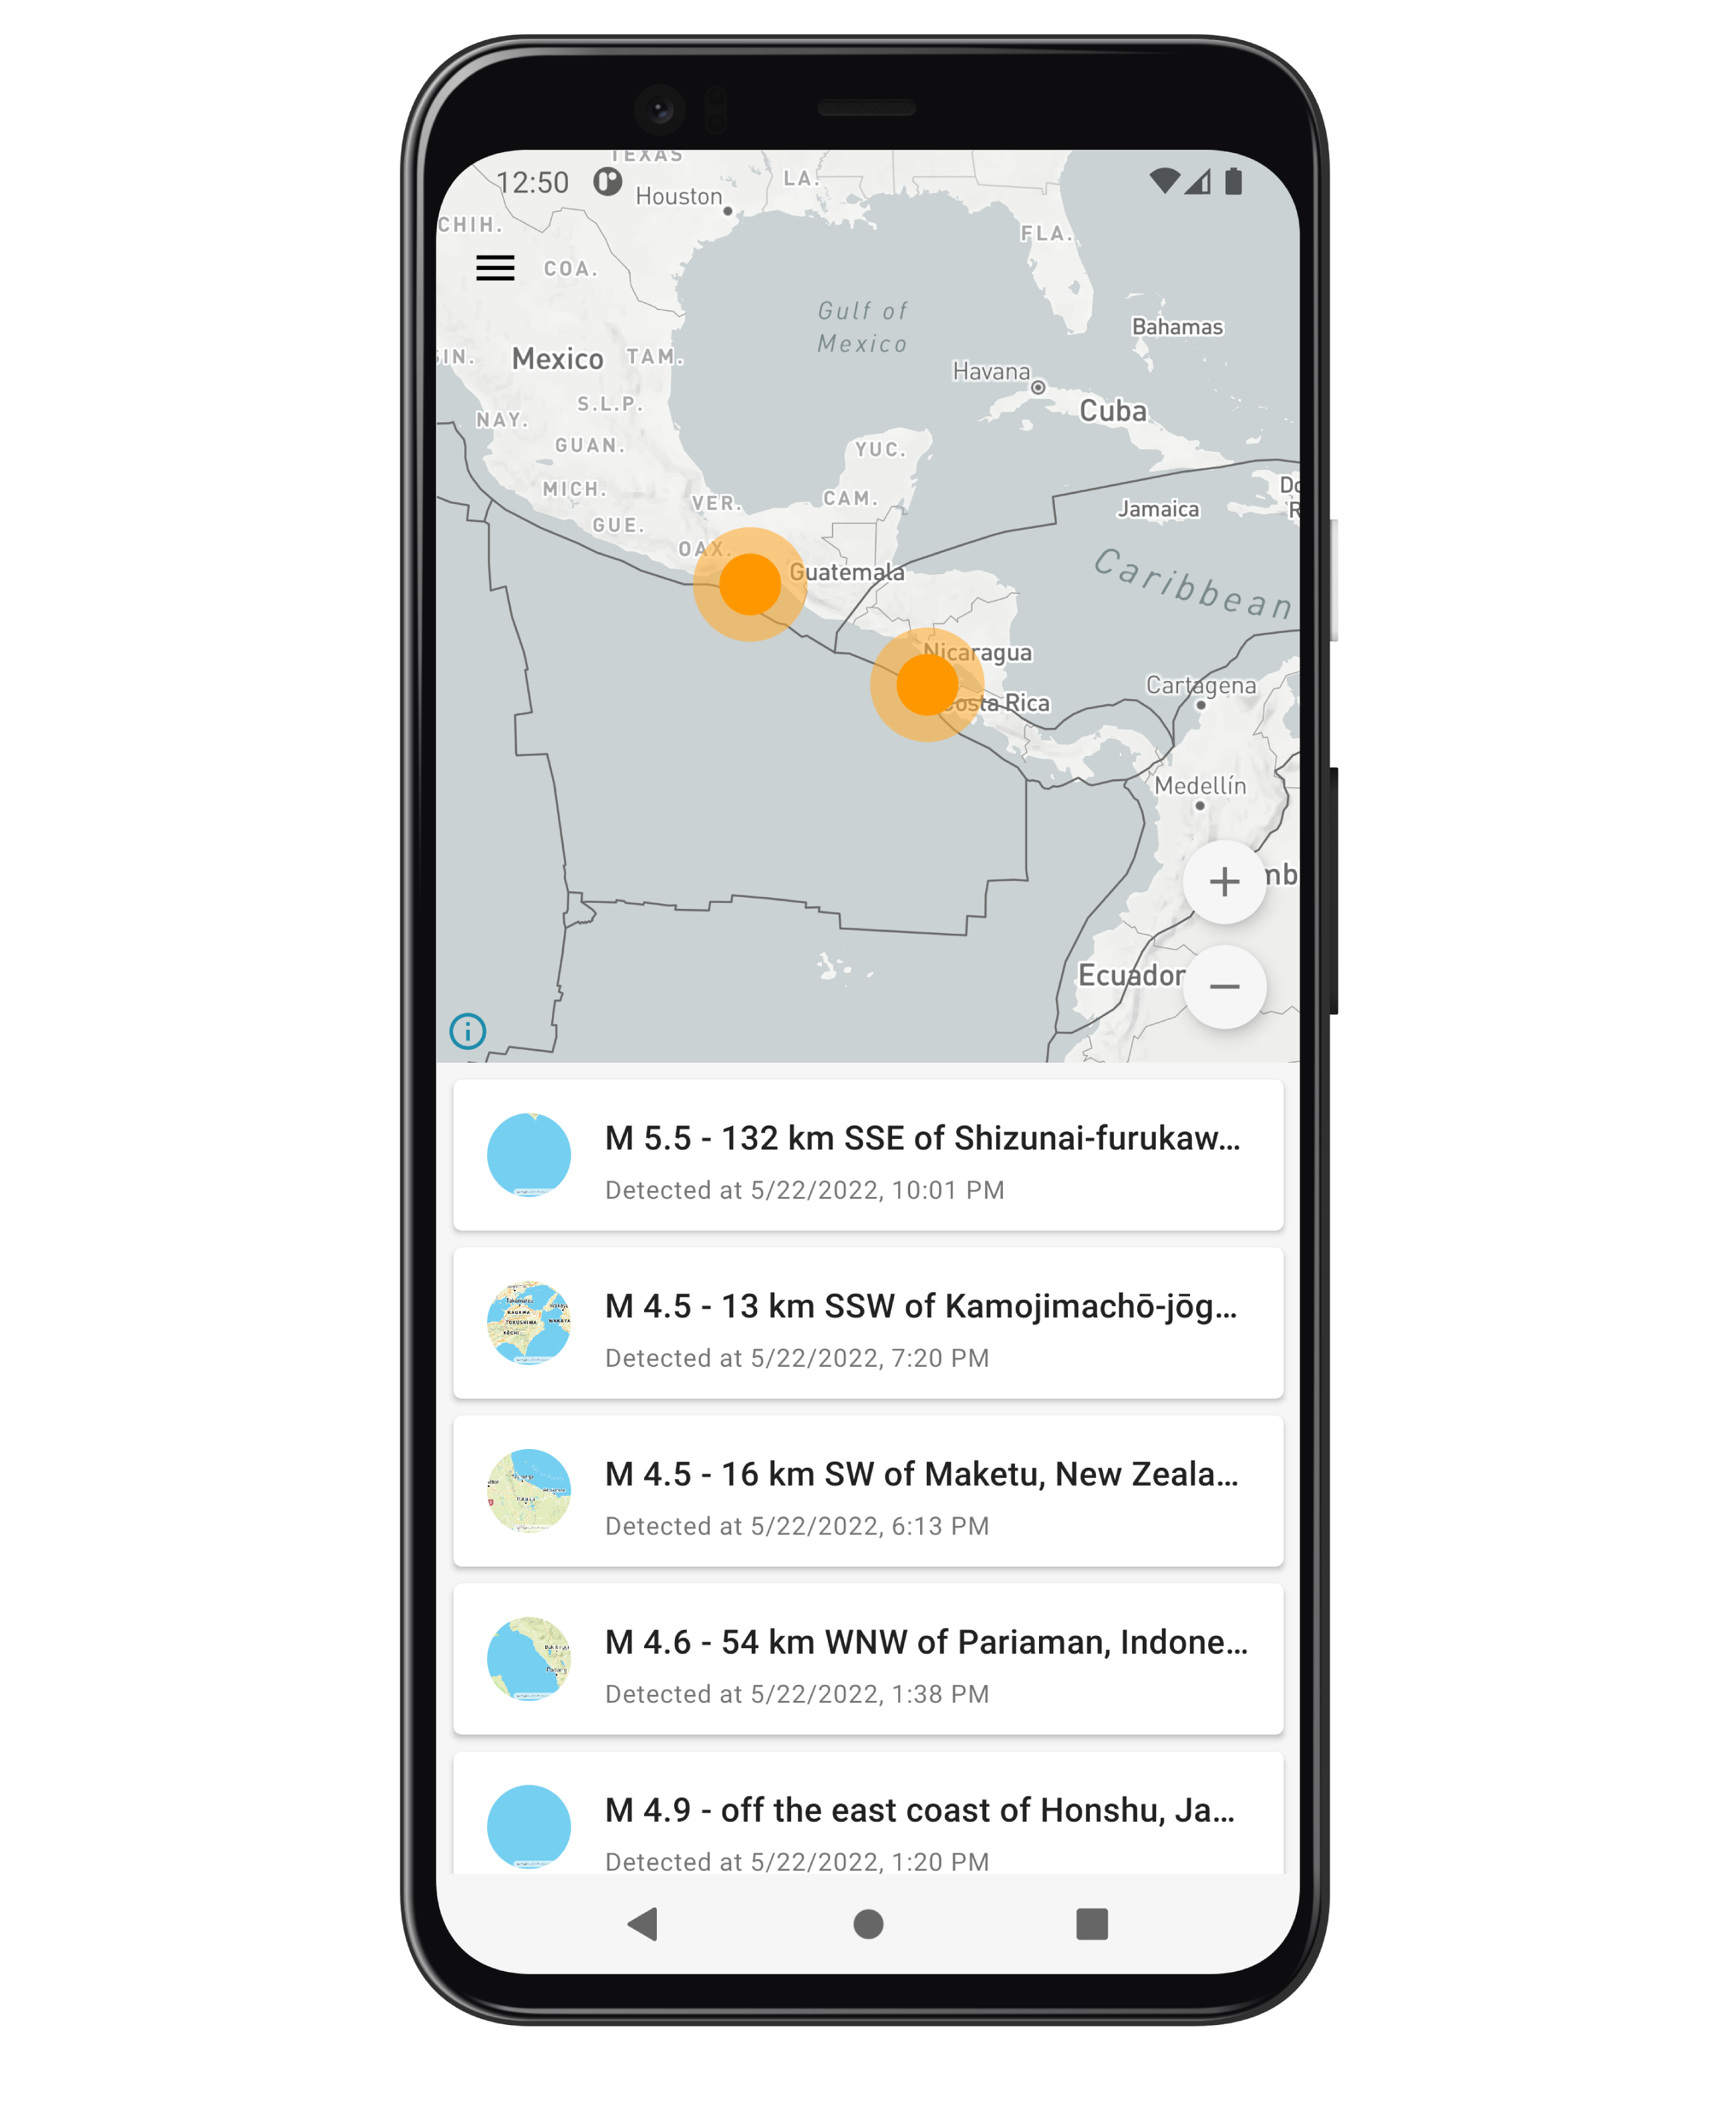 TEXAS
12:50
Houston
LA.
CHIH.
FLA.
COA.
Gulf of
Mexico
Bahamas
Mexico
TAM.
Havana
Cuba
S.L.P.
NAY.
GUAN.
YUC.
MICH.
VER.
CAM.
Jamaica
GUE.
OAX.
Guatemala
Caribbean
Nicaragua
Costa Rica
Cartagena
Medellín
Ecuador
M 5.5 - 132 km SSE of Shizunai-furukaw...
Detected at 5/22/2022, 10:01 PM
M 4.5 - 13 km SSW of Kamojimachō-jōg...
Detected at 5/22/2022, 7:20 PM
M 4.5 - 16 km SW of Maketu, New Zeala...
Detected at 5/22/2022, 6:13 PM
M 4.6 - 54 km WNW of Pariaman, Indone...
Detected at 5/22/2022, 1:38 PM
M 4.9 - off the east coast of Honshu, Ja...
Detected at 5/22/2022, 1:20 PM